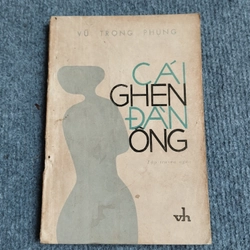 VŨ TRỌNG PHỤNG
CÁI
GHEN
ĐÀN
ÔNG
vh